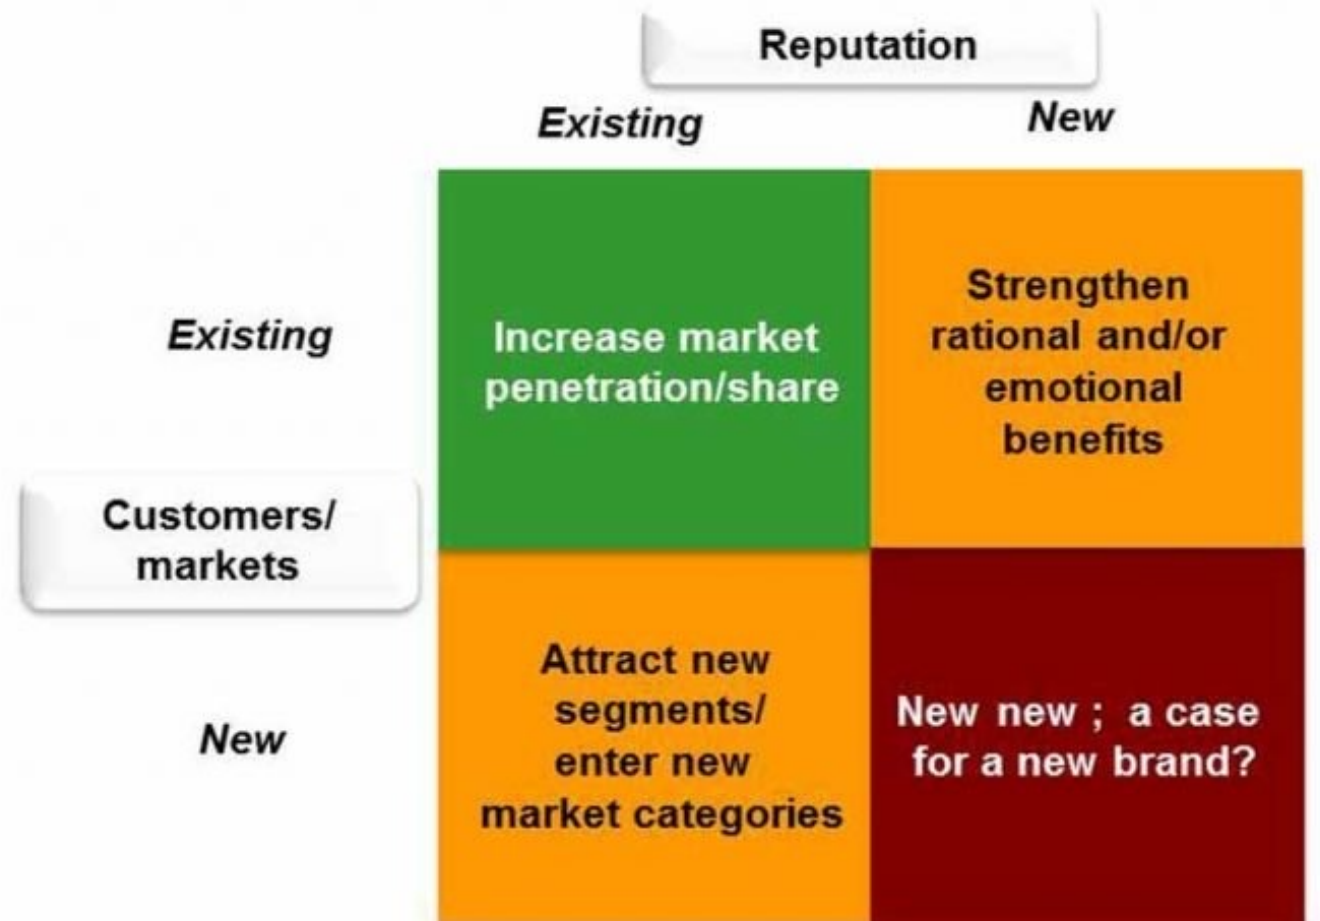 Reputation
Existing
New
Existing
Increase market
penetration/share
Strengthen
rational and/or
emotional
benefits
Customers/
markets
New
Attract new
segments/
enter new
market categories
New new ; a case
for a new brand?